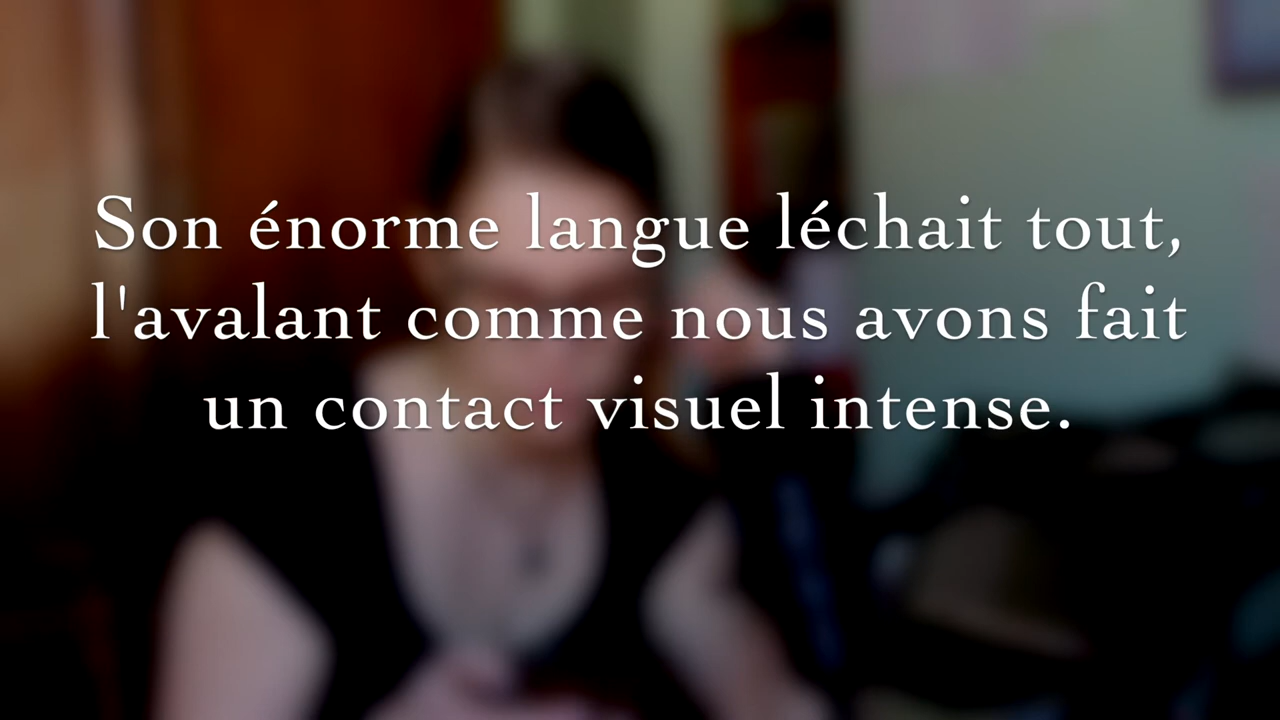 Son énorme langue léchait tout,
l'avalant comme nous avons fait
un contact visuel intense.